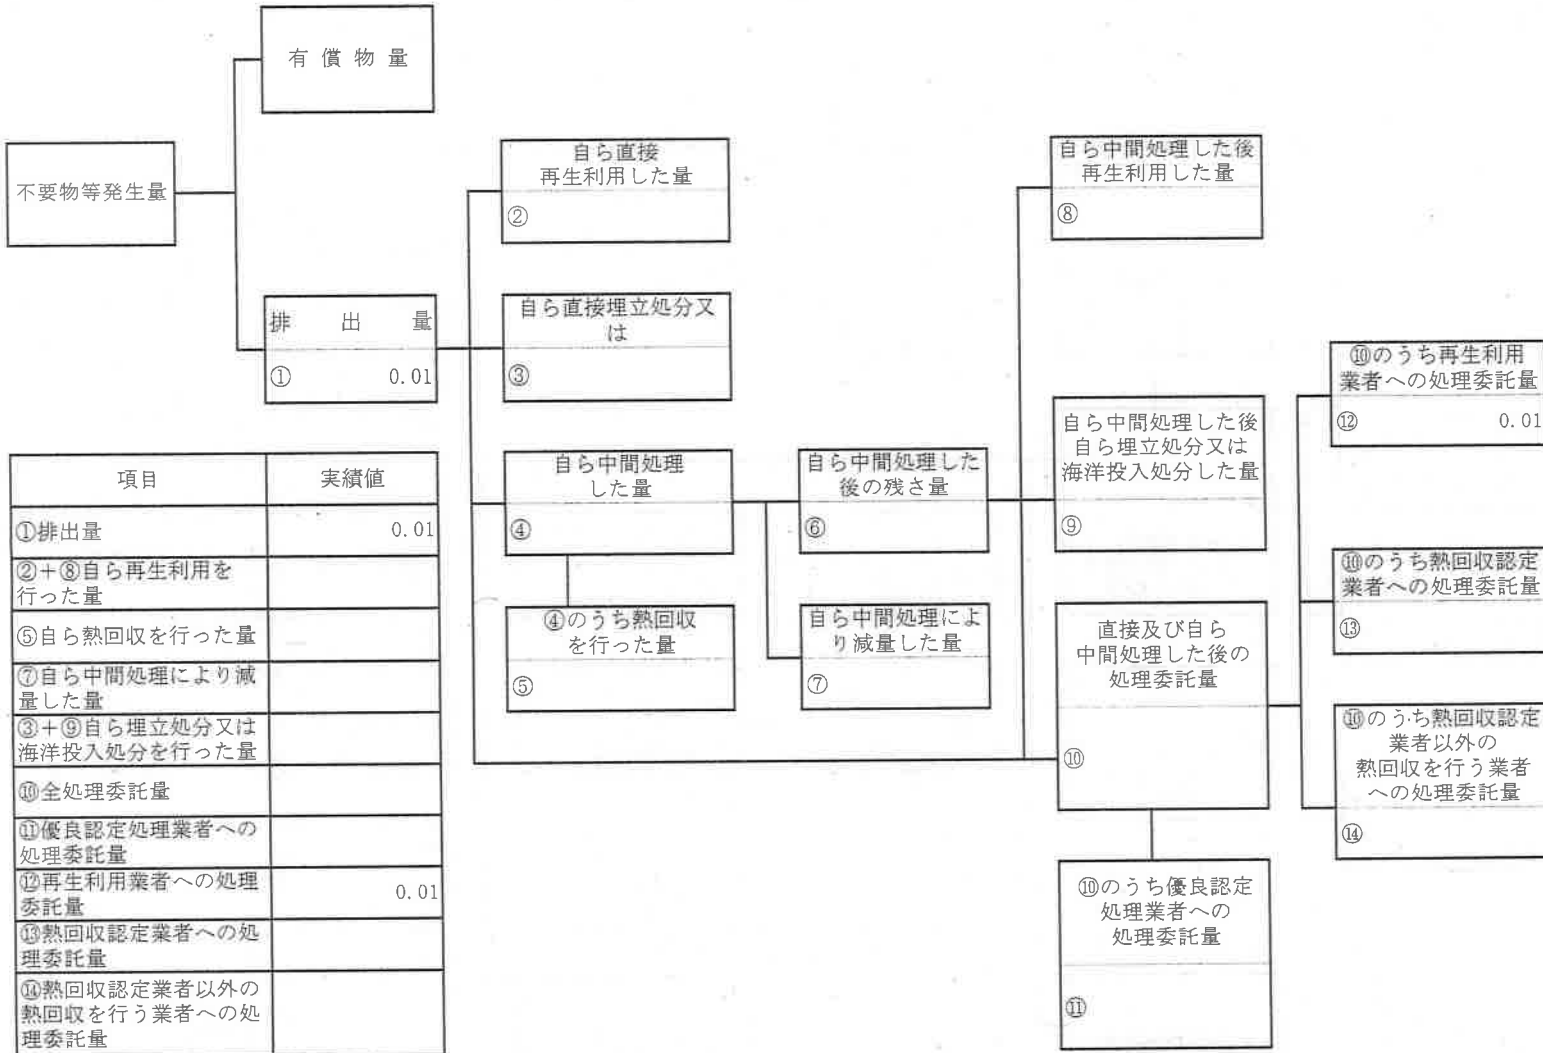 有償物量
不要物等発生量
自ら直接
再生利用した量
②
自ら中間処理した後
再生利用した量
⑧
排出量
① 0.01
自ら直接埋立処分又
は
③
⑩のうち再生利用
業者への処理委託量
⑫ 0.01
自ら中間処理した後
自ら埋立処分又は
海洋投入処分した量
⑨
自ら中間処理
した量
④
自ら中間処理した
後の残さ量
⑥
⑩のうち熱回収認定
業者への処理委託量
⑬
④のうち熱回収
を行った量
⑤
自ら中間処理によ
り減量した量
⑦
直接及び自ら
中間処理した後の
処理委託量
⑩
⑩のうち熱回収認定
業者以外の
熱回収を行う業者
への処理委託量
⑭
⑩のうち優良認定
処理業者への
処理委託量
⑪
項目 実績値
①排出量 0.01
②+⑧自ら再生利用を
行った量
⑤自ら熱回収を行った量
⑦自ら中間処理により減
量した量
③+⑨自ら埋立処分又は
海洋投入処分を行った量
⑩全処理委託量
⑪優良認定処理業者への
処理委託量
⑫再生利用業者への処理
委託量 0.01
⑬熱回収認定業者への処
理委託量
⑭熱回収認定業者以外の
熱回収を行う業者への処
理委託量